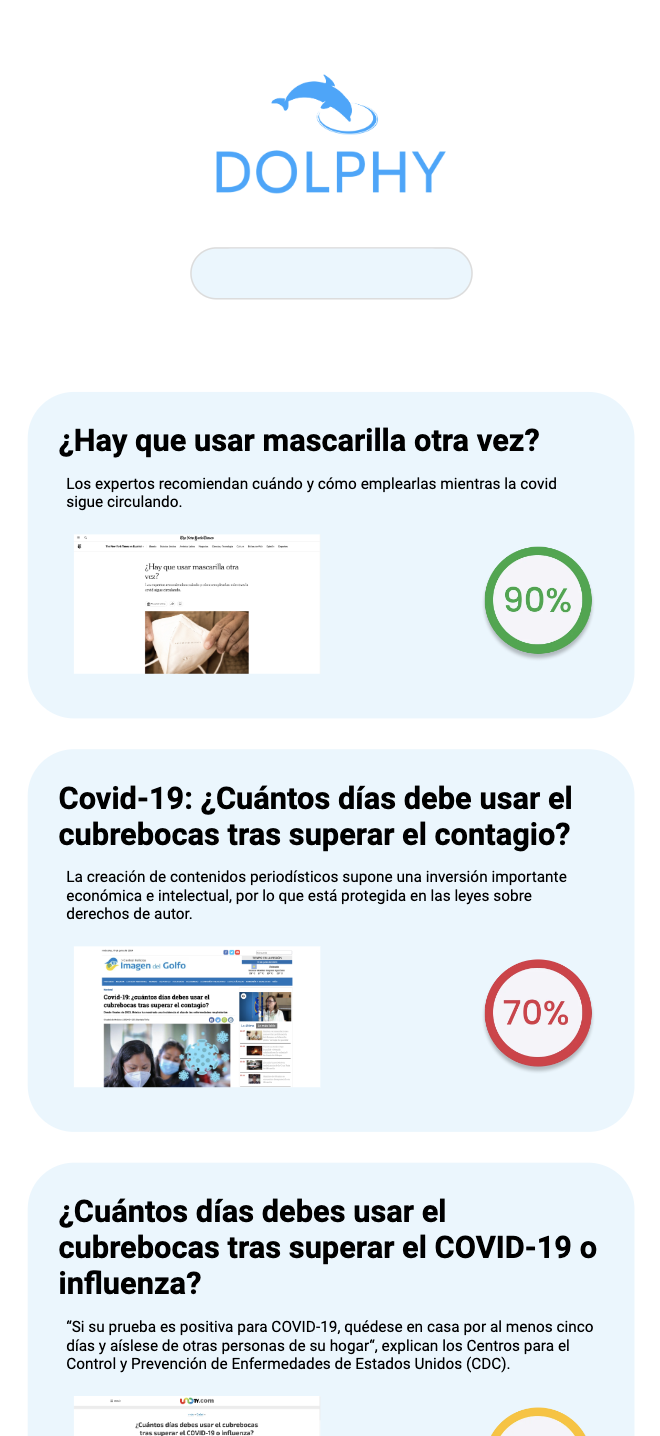 DOLPHY
¿Hay que usar mascarilla otra vez?
Los expertos recomiendan cuándo y cómo emplearlas mientras la covid
sigue circulando.
The New York Times
¿Hay que usar mascarilla otra
vez?
90%
Covid-19: ¿Cuántos días debe usar el
cubrebocas tras superar el contagio?
La creación de contenidos periodísticos supone una inversión importante
económica e intelectual, por lo que está protegida en las leyes sobre
derechos de autor.
Imagen del Golfo
Covid-19: ¿cuántos días debes usar el
cubrebocas tras superar el contagio?
70%
¿Cuántos días debes usar el
cubrebocas tras superar el COVID-19 o
influenza?
“Si su prueba es positiva para COVID-19, quédese en casa por al menos cinco
días y aíslese de otras personas de su hogar“, explican los Centros para el
Control y Prevención de Enfermedades de Estados Unidos (CDC).
¿Cuántos días debes usar el cubrebocas
tras superar el COVID-19 o influenza?